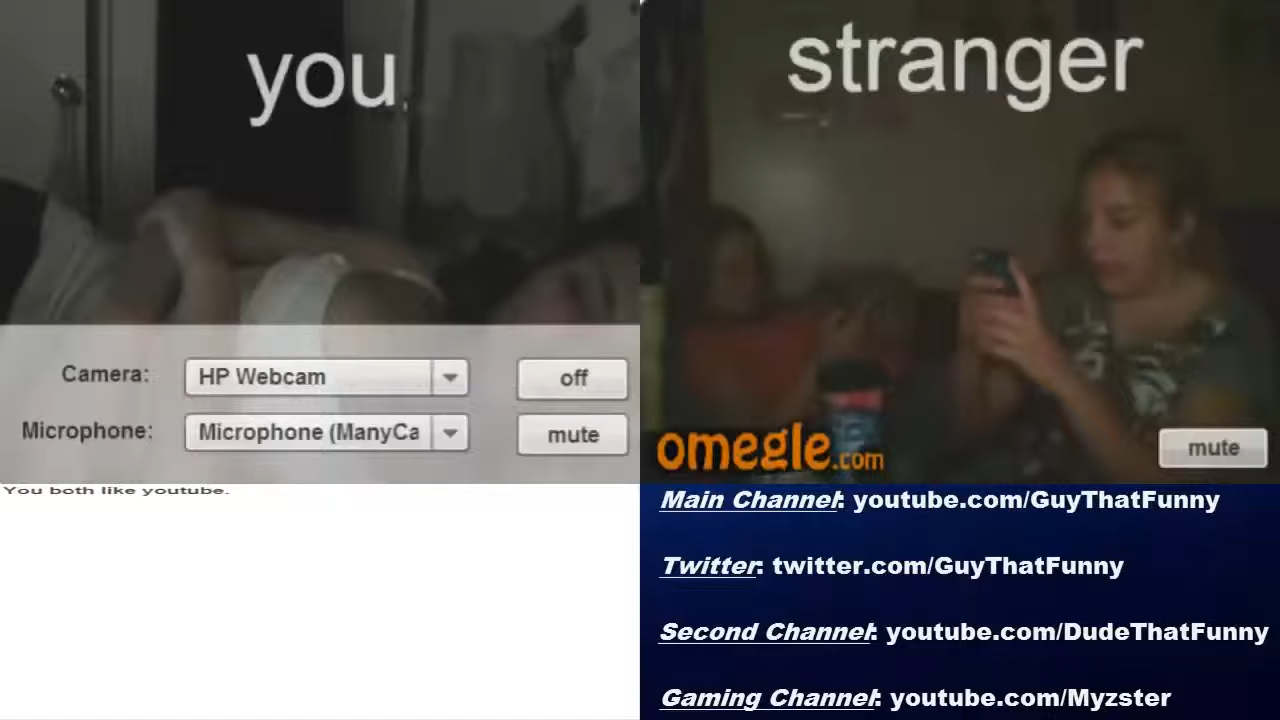 you
stranger
Camera:
HP Webcam
off
Microphone:
Microphone (ManyCa
mute
omegle.com
mute
You both like youtube.
Main Channel: youtube.com/GuyThatFunny
Twitter: twitter.com/GuyThatFunny
Second Channel: youtube.com/DudeThatFunny
Gaming Channel: youtube.com/Myzster